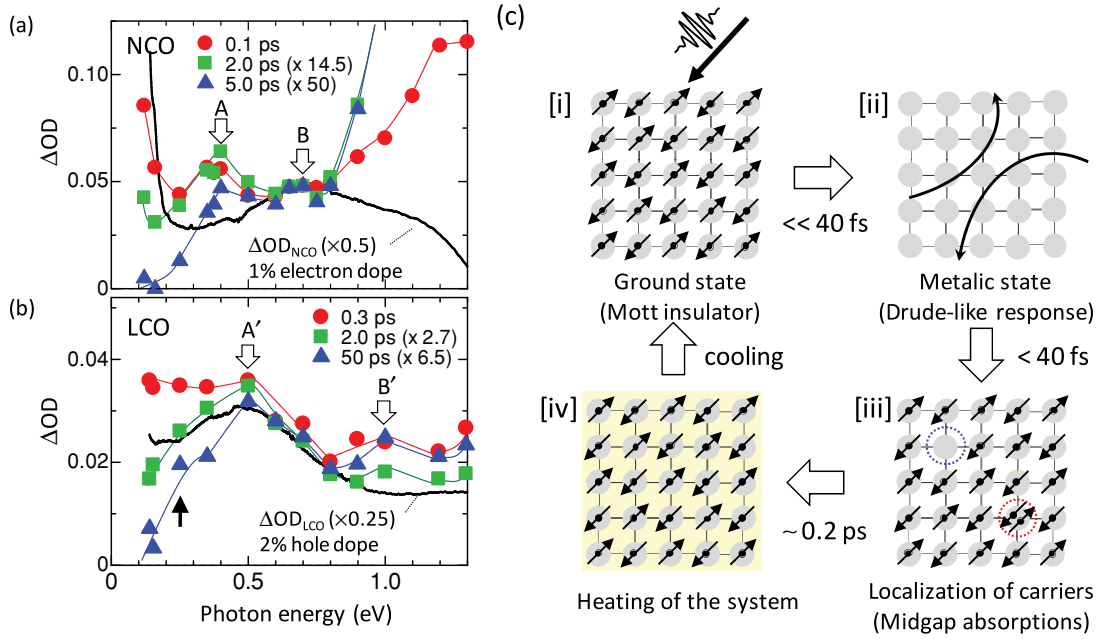 (a)
NCO
0.1 ps
2.0 ps (x 14.5)
5.0 ps (x 50)
A
B
0.10
0.05
0
ΔOD
ΔOD_NCO (×0.5)
1% electron dope
(b)
LCO
0.3 ps
2.0 ps (x 2.7)
50 ps (x 6.5)
A′
B′
0.04
0.02
0
ΔOD
ΔOD_LCO (×0.25)
2% hole dope
0
0.5
1.0
Photon energy (eV)
(c)
[i]
Ground state
(Mott insulator)
<< 40 fs
[ii]
Metalic state
(Drude-like response)
< 40 fs
[iii]
Localization of carriers
(Midgap absorptions)
~ 0.2 ps
[iv]
Heating of the system
cooling